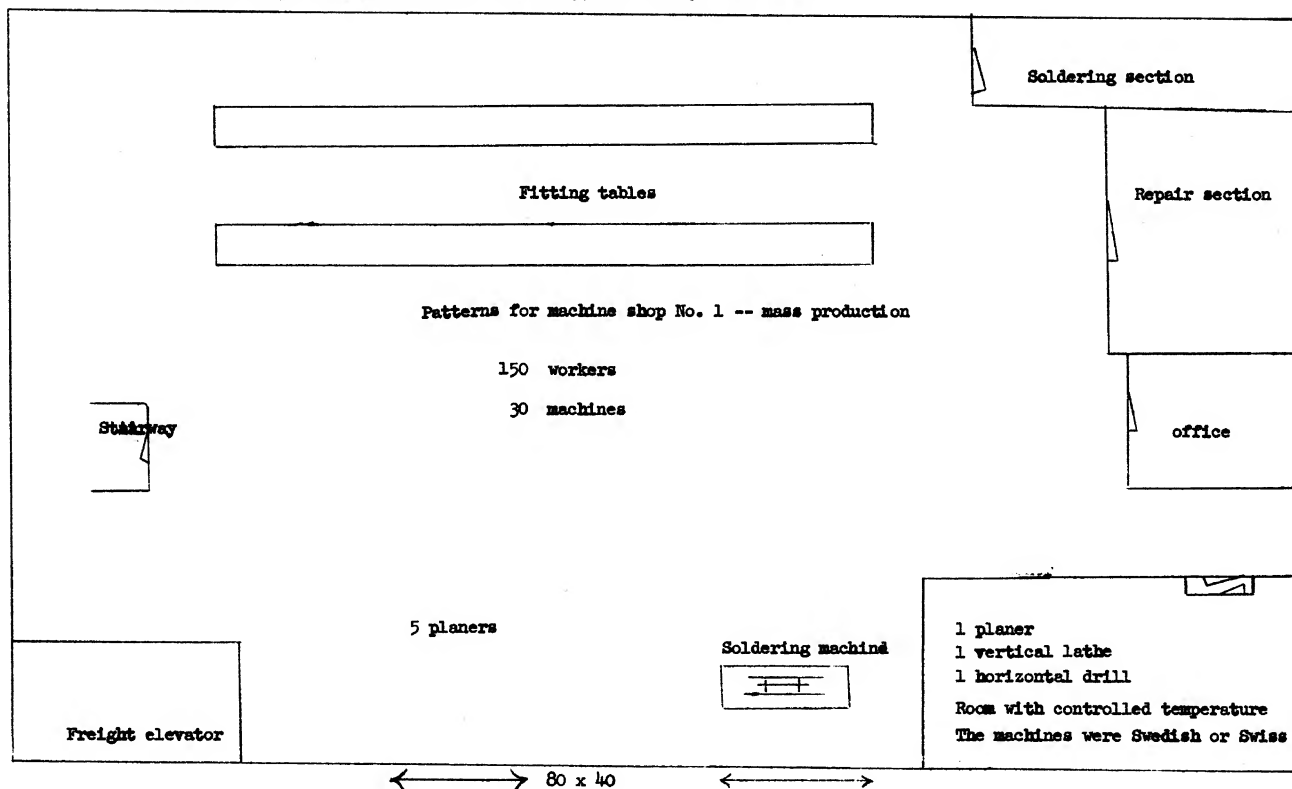 Soldering section
Fitting tables
Repair section
Patterns for machine shop No. 1 -- mass production
150 workers
30 machines
Stairway
office
5 planers
Soldering machind
1 planer
1 vertical lathe
1 horizontal drill
Room with controlled temperature
The machines were Swedish or Swiss
Freight elevator
80 x 40